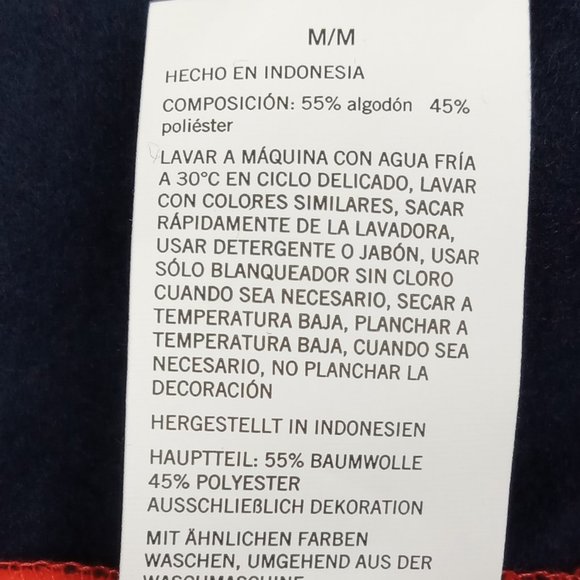 M/M
HECHO EN INDONESIA
COMPOSICIÓN: 55% algodón 45%
poliéster
LAVAR A MÁQUINA CON AGUA FRÍA
A 30°C EN CICLO DELICADO, LAVAR
CON COLORES SIMILARES, SACAR
RÁPIDAMENTE DE LA LAVADORA,
USAR DETERGENTE O JABÓN, USAR
SÓLO BLANQUEADOR SIN CLORO
CUANDO SEA NECESARIO, SECAR A
TEMPERATURA BAJA, PLANCHAR A
TEMPERATURA BAJA, CUANDO SEA
NECESARIO, NO PLANCHAR LA
DECORACIÓN
HERGESTELLT IN INDONESIEN
HAUPTTEIL: 55% BAUMWOLLE
45% POLYESTER
AUSSCHLIEßLICH DEKORATION
MIT ÄHNLICHEN FARBEN
WASCHEN, UMGEHEND AUS DER
WASCHMASCHINE